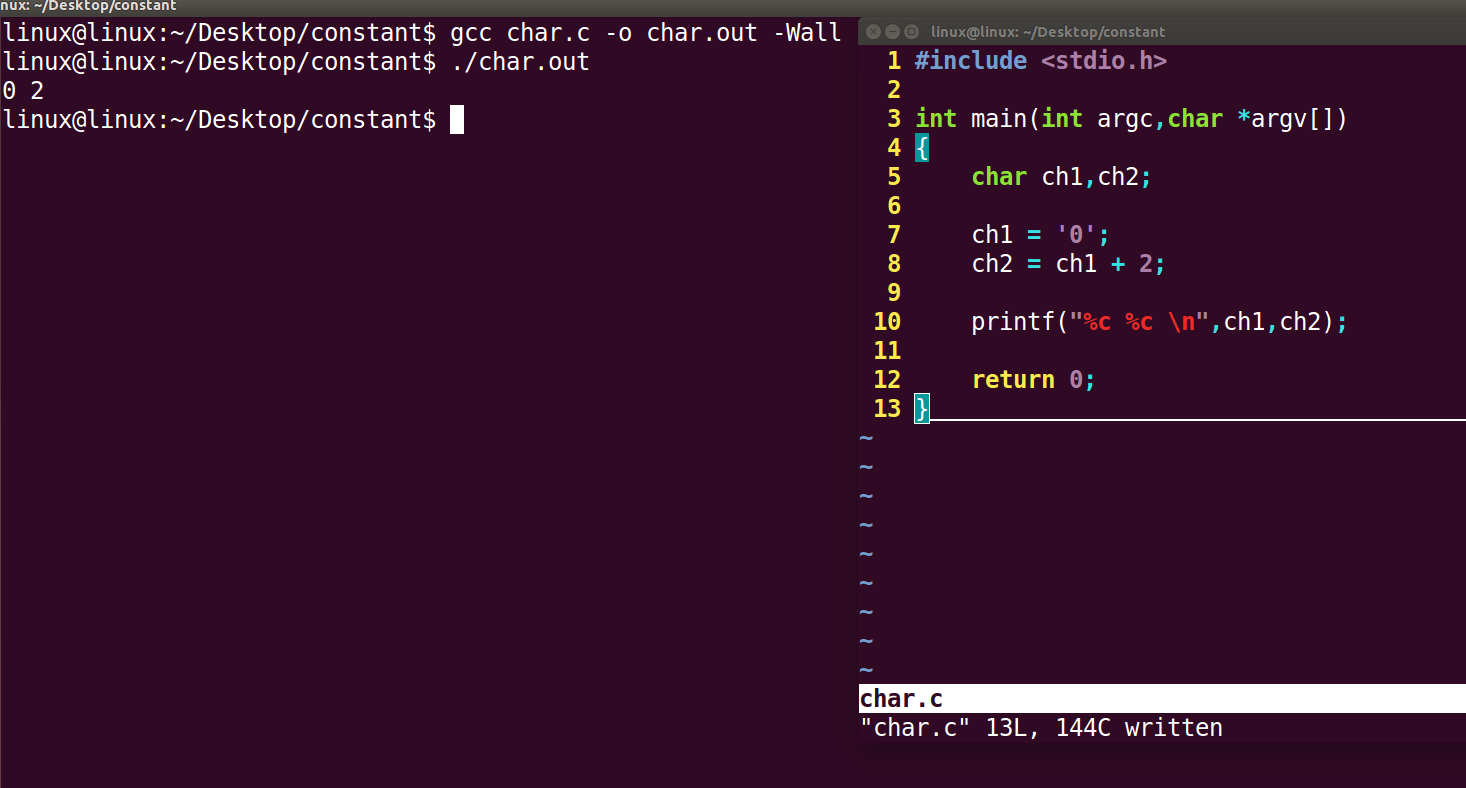 nux: ~/Desktop/constant
linux@linux:~/Desktop/constant$ gcc char.c -o char.out -Wall
linux@linux:~/Desktop/constant$ ./char.out
0 2
linux@linux:~/Desktop/constant$
linux@linux: ~/Desktop/constant
1 #include <stdio.h>
2
3 int main(int argc,char *argv[])
4 {
5     char ch1,ch2;
6
7     ch1 = '0';
8     ch2 = ch1 + 2;
9
10     printf("%c %c \n",ch1,ch2);
11
12     return 0;
13 }
~
~
~
~
~
~
~
~
~
char.c
"char.c" 13L, 144C written